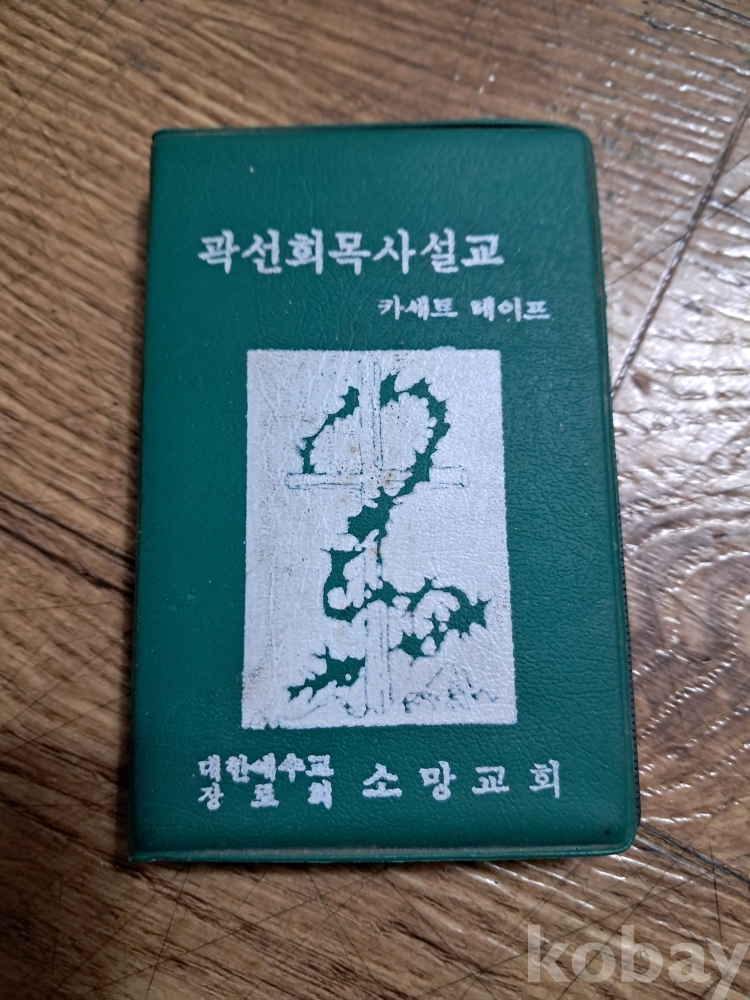 곽선희목사설교
카세트 테이프
대한예수교
장로회 소망교회
kobay